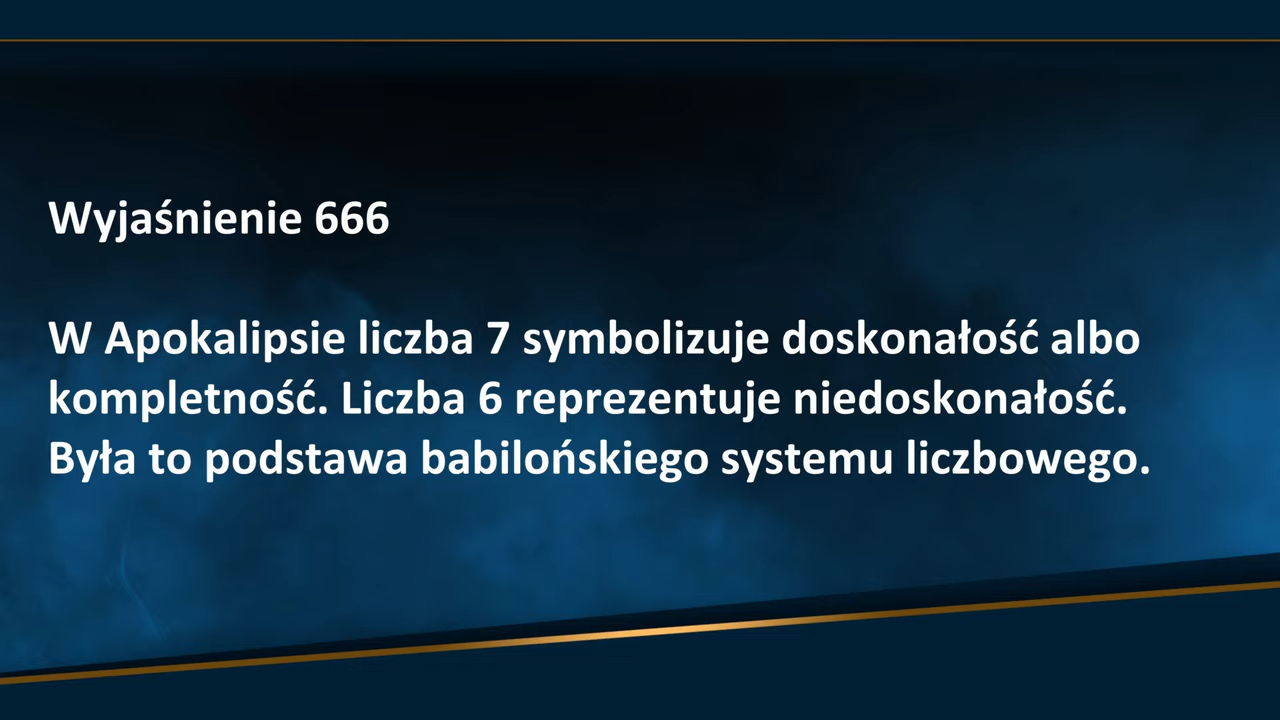 Wyjaśnienie 666
W Apokalipsie liczba 7 symbolizuje doskonałość albo
kompletność. Liczba 6 reprezentuje niedoskonałość.
Była to podstawa babilońskiego systemu liczbowego.